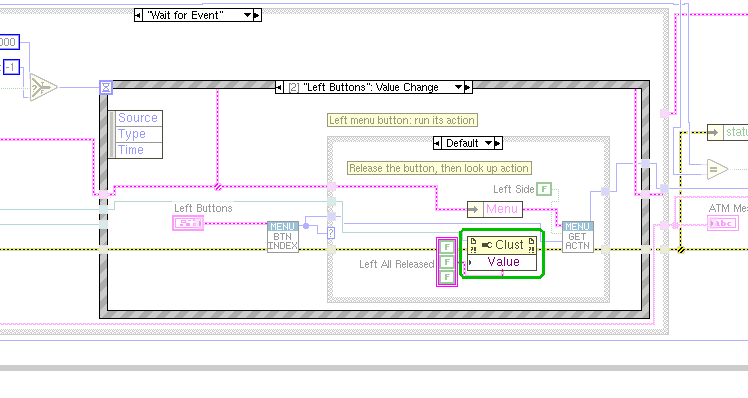 "Wait for Event"
000
-1
[2] "Left Buttons": Value Change
Source
Type
Time
Left menu button: run its action
Default
Release the button, then look up action
Left Side
F
Menu
Left Buttons
MENU
BTN
INDEX
?
MENU
GET
ACTN
Clust
Value
Left All Released
F
F
F
statu
=
ATM Me
abc